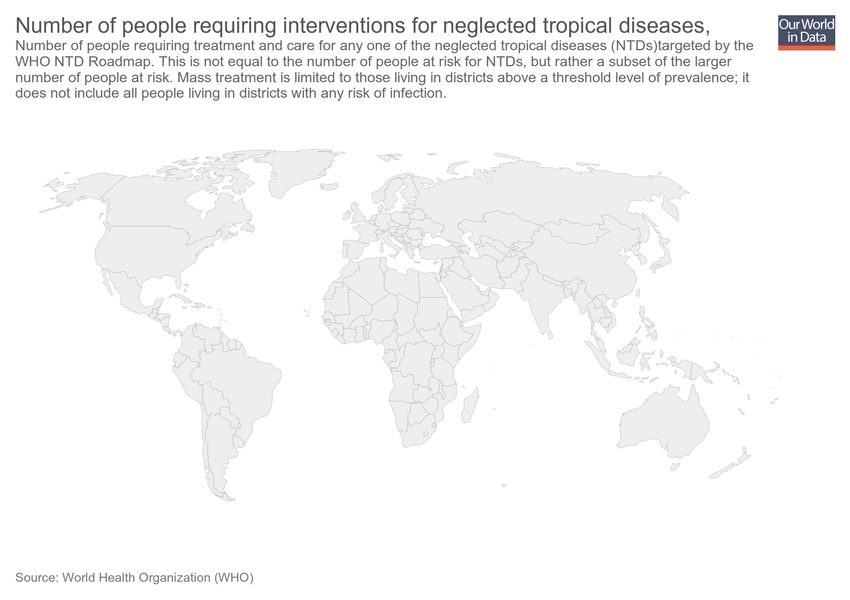 Number of people requiring interventions for neglected tropical diseases,
Our World
in Data
Number of people requiring treatment and care for any one of the neglected tropical diseases (NTDs)targeted by the
WHO NTD Roadmap. This is not equal to the number of people at risk for NTDs, but rather a subset of the larger
number of people at risk. Mass treatment is limited to those living in districts above a threshold level of prevalence; it
does not include all people living in districts with any risk of infection.
Source: World Health Organization (WHO)